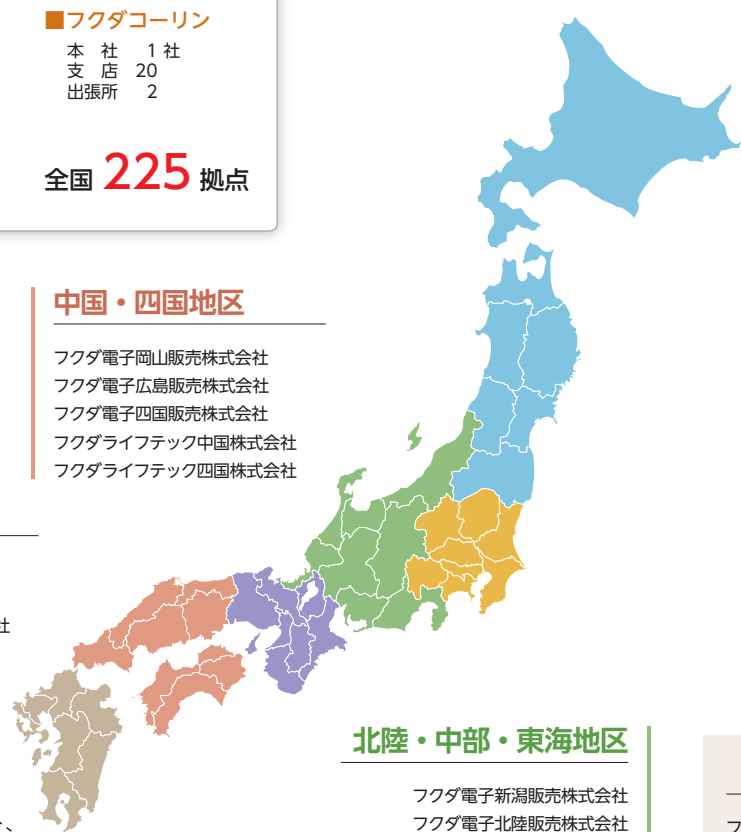 ■フクダコーリン
本　社　1 社
支　店　20
出張所　2
全国 225 拠点
中国・四国地区
フクダ電子岡山販売株式会社
フクダ電子広島販売株式会社
フクダ電子四国販売株式会社
フクダライフテック中国株式会社
フクダライフテック四国株式会社
社
北陸・中部・東海地区
フクダ電子新潟販売株式会社
フクダ電子北陸販売株式会社